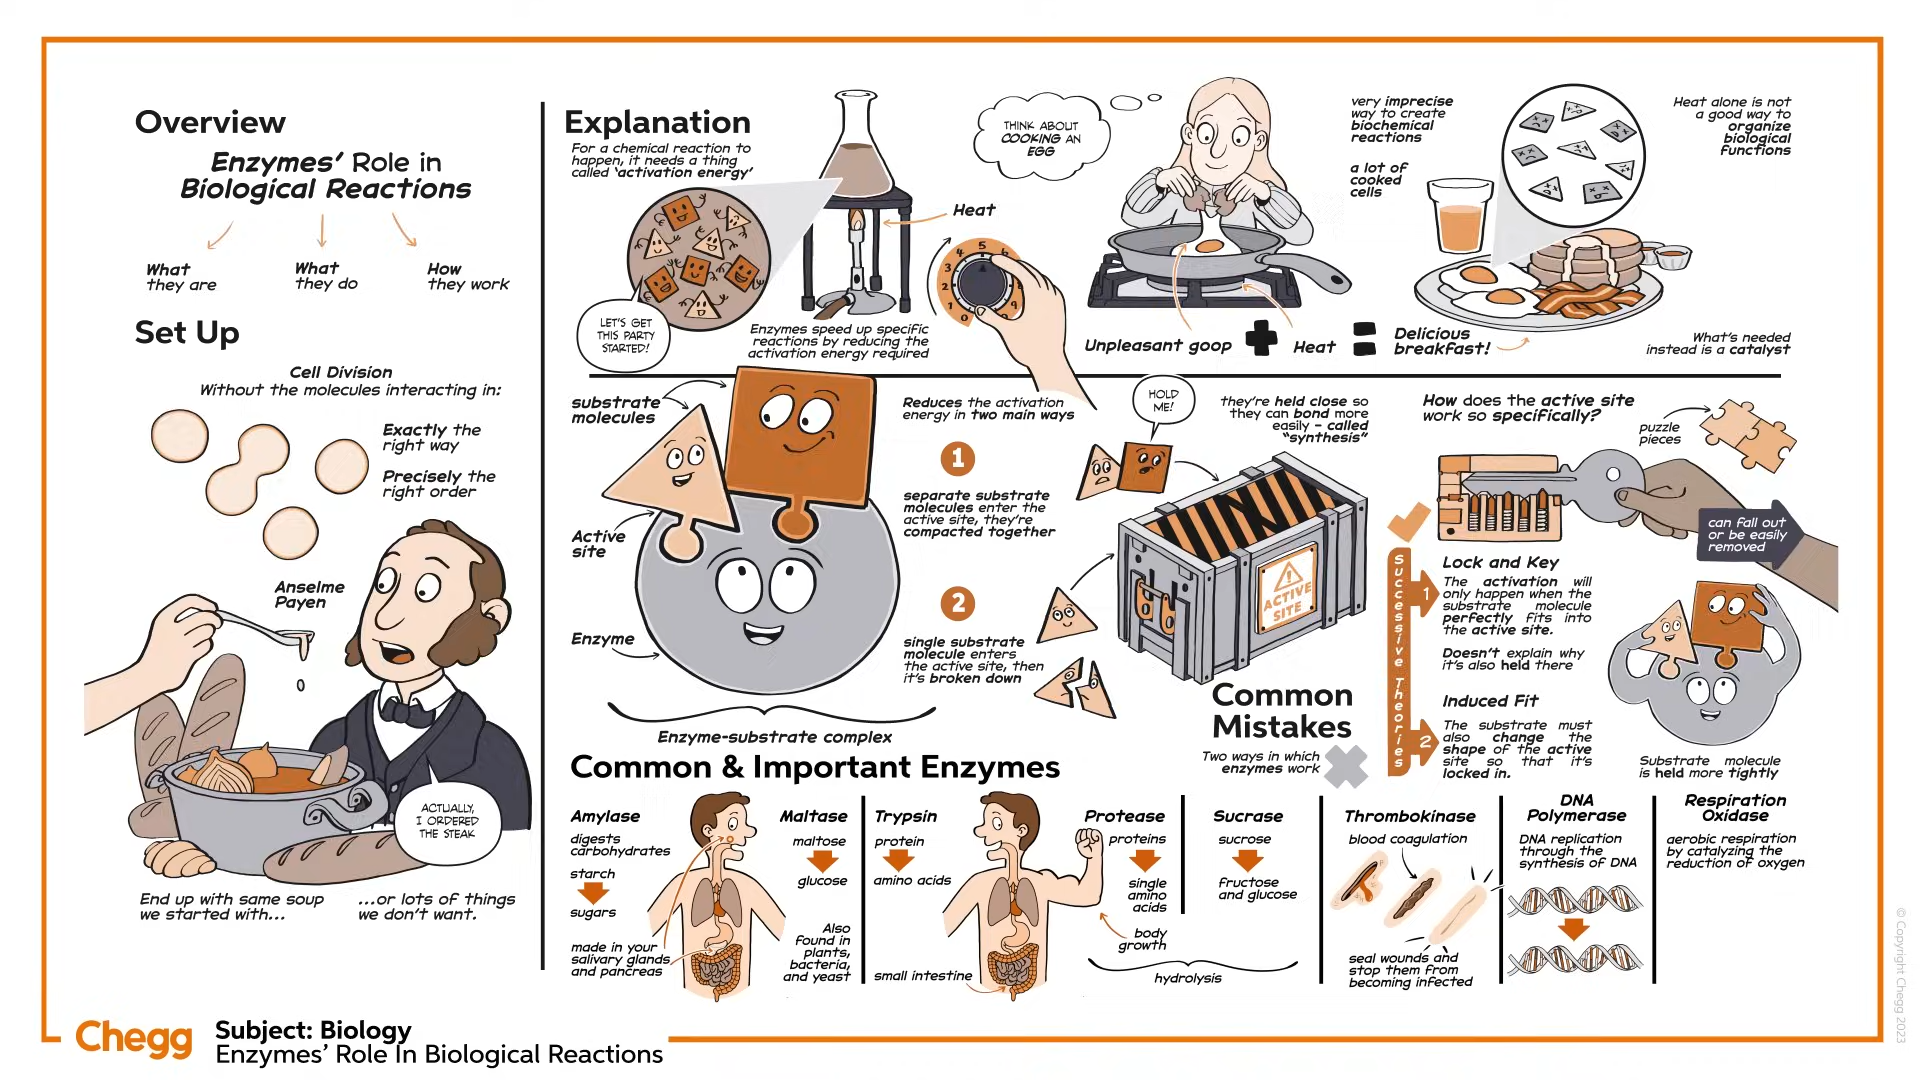 Overview
Enzymes' Role in
Biological Reactions
What
they are
What
they do
How
they work
Set Up
Cell Division
Without the molecules interacting in:
Exactly the
right way
Precisely the
right order
Anselme
Payen
ACTUALLY,
I ORDERED
THE STEAK
End up with same soup
we started with...
...or lots of things
we don't want.
Explanation
For a chemical reaction to
happen, it needs a thing
called 'activation energy'
LET'S GET
THIS PARTY
STARTED!
Heat
0
1
2
3
4
5
6
9
Enzymes speed up specific
reactions by reducing the
activation energy required
THINK ABOUT
COOKING AN
EGG
Unpleasant goop
Heat
Delicious
breakfast!
very imprecise
way to create
biochemical
reactions
a lot of
cooked
cells
Heat alone is not
a good way to
organize
biological
functions
What's needed
instead is a catalyst
substrate
molecules
Active
site
Enzyme
Enzyme-substrate complex
Reduces the activation
energy in two main ways
1
separate substrate
molecules enter the
active site, they're
compacted together
2
single substrate
molecule enters
the active site, then
it's broken down
HOLD
ME!
they're held close so
they can bond more
easily – called
"synthesis"
ACTIVE
SITE
Common
Mistakes
Two ways in which
enzymes work
How does the active site
work so specifically?
puzzle
pieces
can fall out
or be easily
removed
Successive Theories
1
Lock and Key
The activation will
only happen when the
substrate molecule
perfectly fits into
the active site.
Doesn't explain why
it's also held there
2
Induced Fit
The substrate must
also change the
shape of the active
site so that it's
locked in.
Substrate molecule
is held more tightly
Common & Important Enzymes
Amylase
digests
carbohydrates
starch
sugars
made in your
salivary glands
and pancreas
Maltase
maltose
glucose
Also
found in
plants,
bacteria,
and yeast
Trypsin
protein
amino acids
small intestine
Protease
proteins
single
amino
acids
body
growth
hydrolysis
Sucrase
sucrose
fructose
and glucose
Thrombokinase
blood coagulation
seal wounds and
stop them from
becoming infected
DNA
Polymerase
DNA replication
through the
synthesis of DNA
Respiration
Oxidase
aerobic respiration
by catalyzing the
reduction of oxygen
Chegg
Subject: Biology
Enzymes' Role In Biological Reactions
© Copyright Chegg 2023